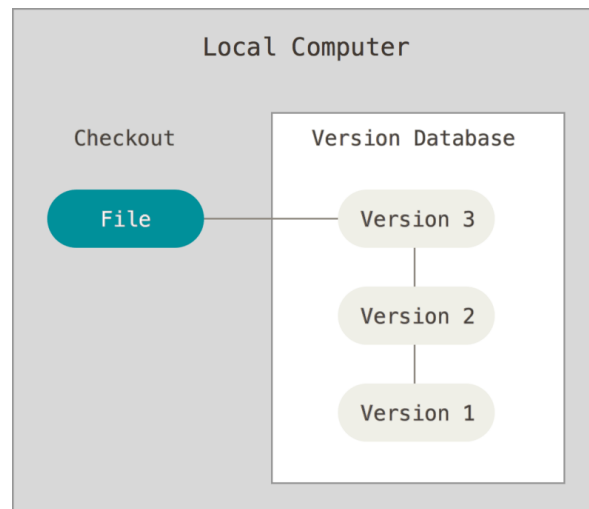 Local Computer
Checkout
Version Database
File
Version 3
Version 2
Version 1